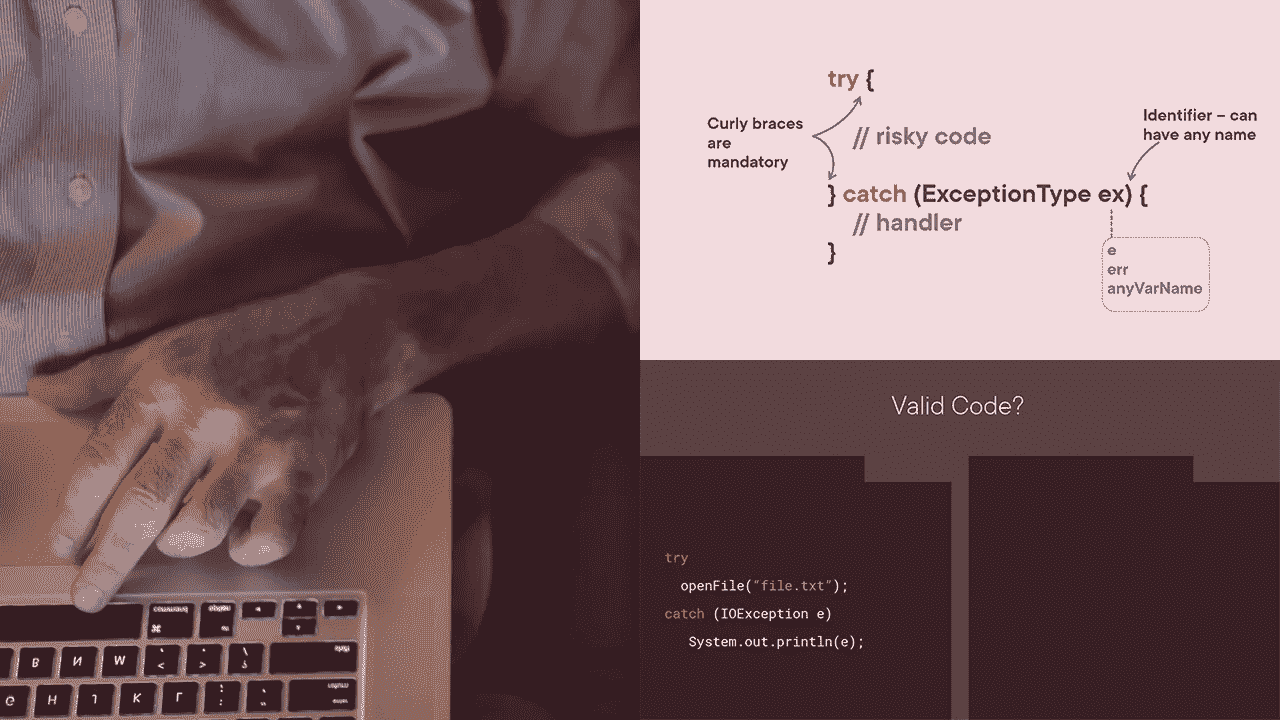 try {
Curly braces
are
mandatory
// risky code
Identifier – can
have any name
} catch (ExceptionType ex) {
// handler
}
e
err
anyVarName
Valid Code?
try
openFile("file.txt");
catch (IOException e)
System.out.println(e);